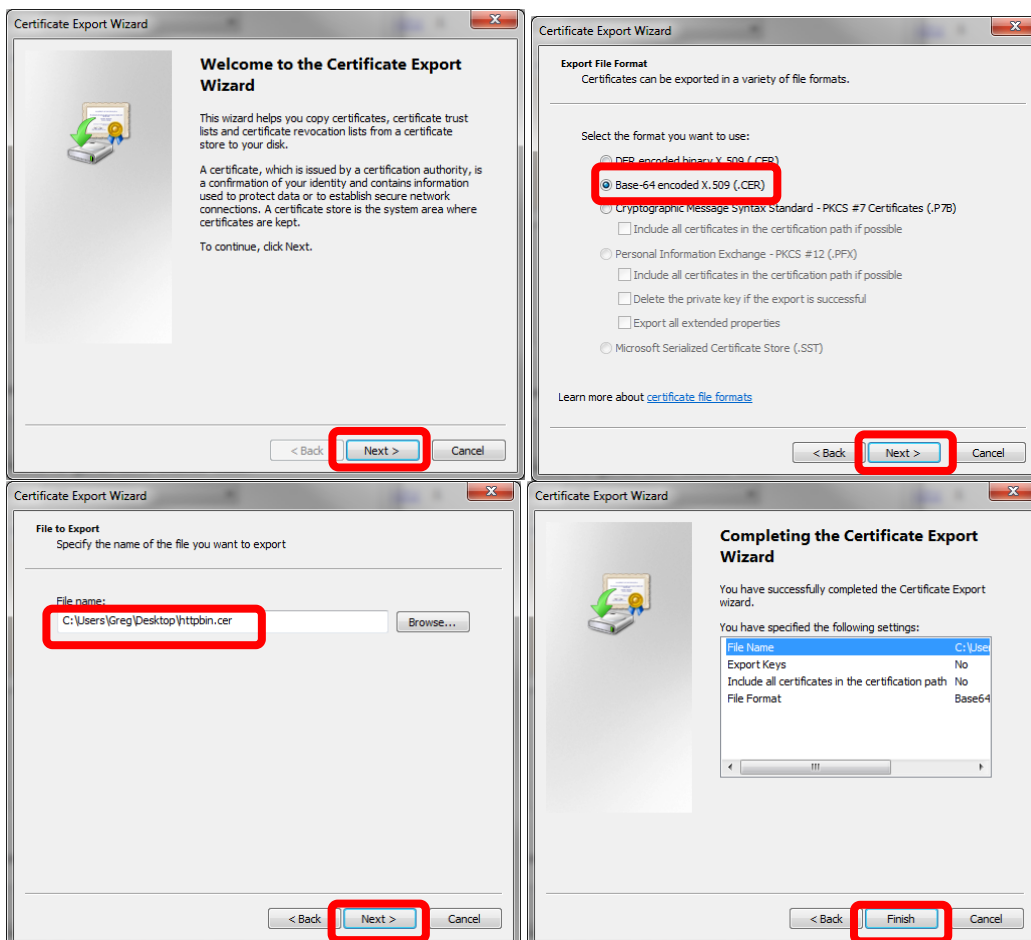 Certificate Export Wizard
Welcome to the Certificate Export
Wizard
This wizard helps you copy certificates, certificate trust
lists and certificate revocation lists from a certificate
store to your disk.
A certificate, which is issued by a certification authority, is
a confirmation of your identity and contains information
used to protect data or to establish secure network
connections. A certificate store is the system area where
certificates are kept.
To continue, click Next.
< Back
Next >
Cancel
Certificate Export Wizard
Export File Format
Certificates can be exported in a variety of file formats.
Select the format you want to use:
DER encoded binary X.509 (.CER)
Base-64 encoded X.509 (.CER)
Cryptographic Message Syntax Standard - PKCS #7 Certificates (.P7B)
Include all certificates in the certification path if possible
Personal Information Exchange - PKCS #12 (.PFX)
Include all certificates in the certification path if possible
Delete the private key if the export is successful
Export all extended properties
Microsoft Serialized Certificate Store (.SST)
Learn more about certificate file formats
< Back
Next >
Cancel
Certificate Export Wizard
File to Export
Specify the name of the file you want to export
File name:
C:\Users\Greg\Desktop\httpbin.cer
Browse...
< Back
Next >
Cancel
Certificate Export Wizard
Completing the Certificate Export
Wizard
You have successfully completed the Certificate Export
wizard.
You have specified the following settings:
File Name C:\User
Export Keys No
Include all certificates in the certification path No
File Format Base64
< Back
Finish
Cancel